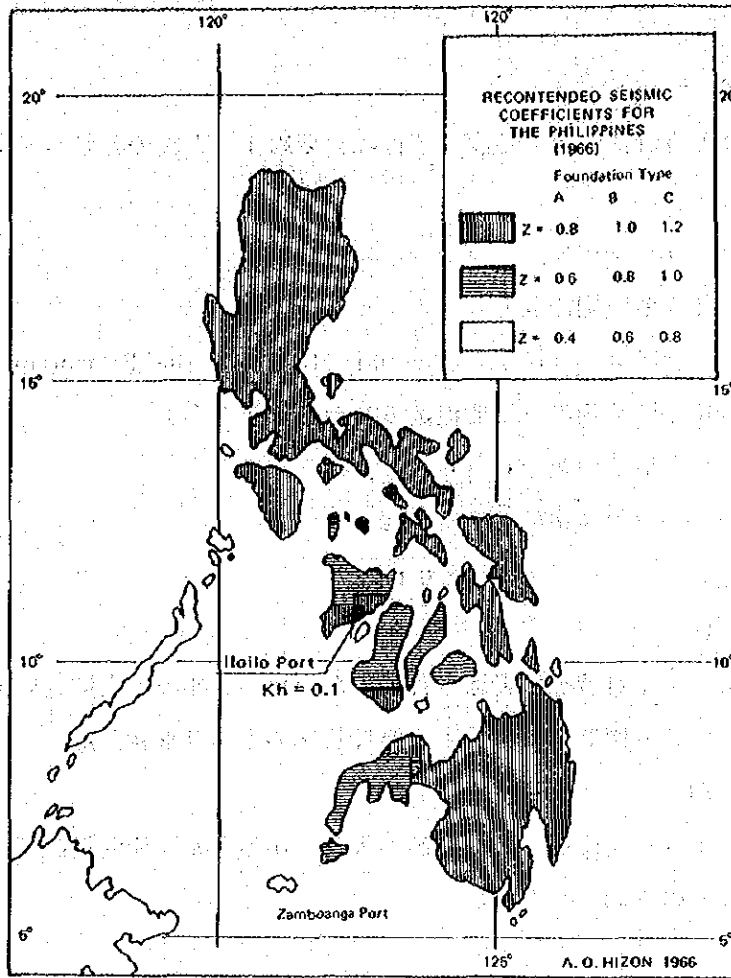 120°
120°
20°
20
RECONTENDED SEISMIC
COEFFICIENTS FOR
THE PHILIPPINES
(1966)
Foundation Type
A B C
Z = 0.8 1.0 1.2
Z = 0.6 0.8 1.0
Z = 0.4 0.6 0.8
15°
15°
10°
10°
Iloilo Port
Kh = 0.1
Zamboanga Port
5°
5°
125°
A. O. HIZON 1966